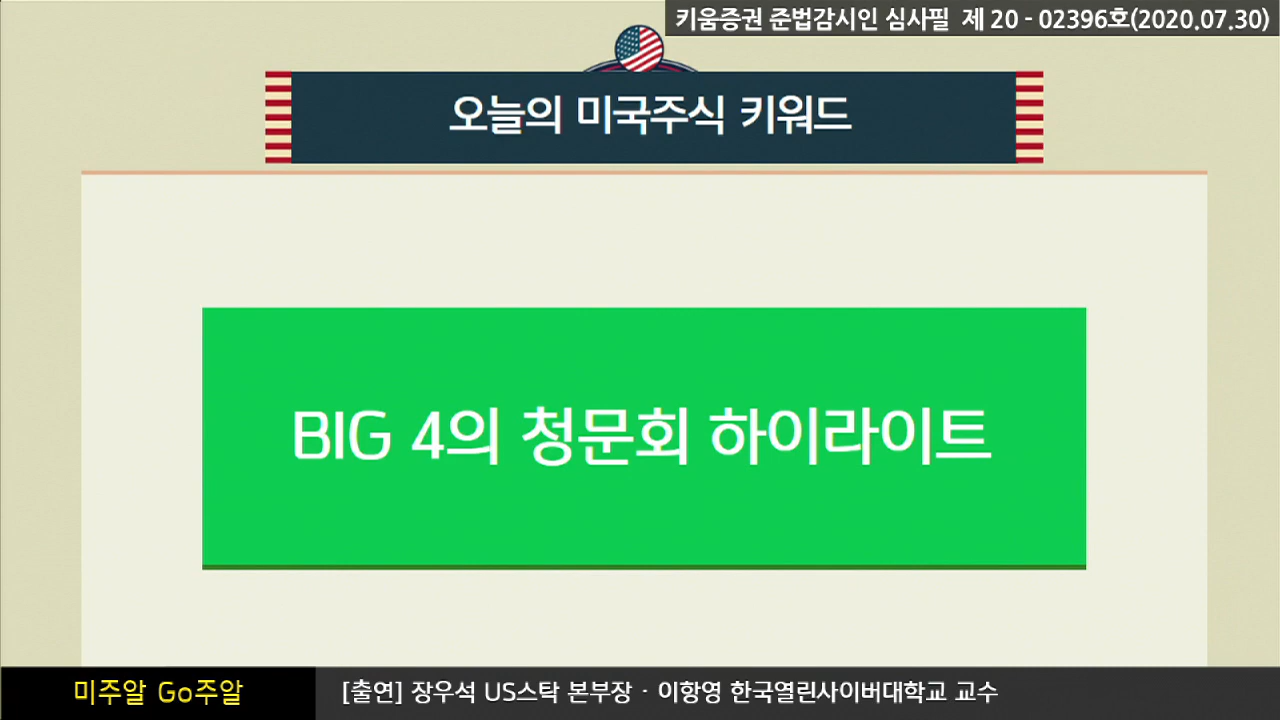 키움증권 준법감시인 심사필 제 20 - 02396호(2020.07.30)
오늘의 미국주식 키워드
BIG 4의 청문회 하이라이트
미주알 Go주알
[출연] 장우석 US스탁 본부장 · 이항영 한국열린사이버대학교 교수